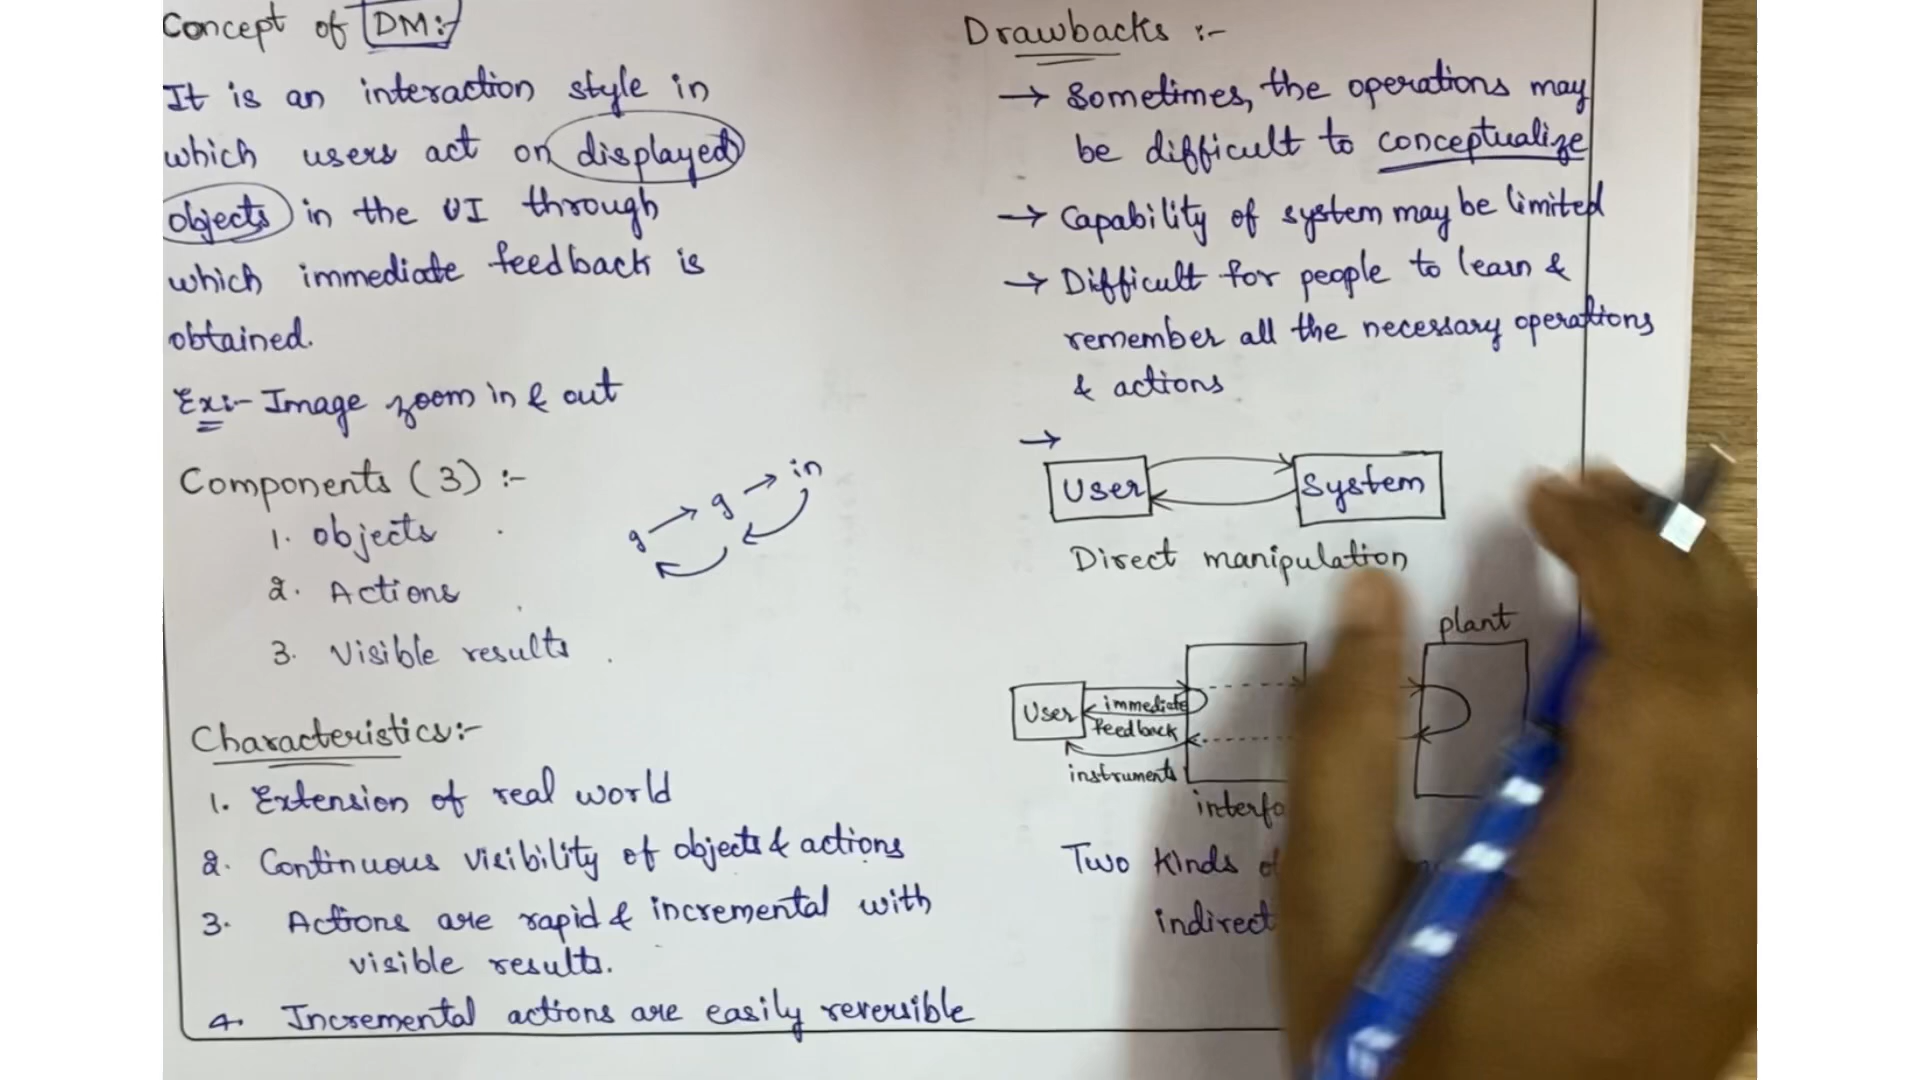 Concept of DM:-
It is an interaction style in
which users act on displayed
objects in the UI through
which immediate feedback is
obtained.
Ex:- Image zoom in & out
Components (3) :-
1. Objects
2. Actions
3. Visible results
g → g → in
Characteristics:-
1. Extension of real world
2. Continuous visibility of objects & actions
3. Actions are rapid & incremental with
visible results.
4. Incremental actions are easily reversible
Drawbacks :-
→ Sometimes, the operations may
be difficult to conceptualize
→ Capability of system may be limited
→ Difficult for people to learn &
remember all the necessary operations
& actions
→
User System
Direct manipulation
plant
User
immediate
feedback
instruments
Two kinds
indirect